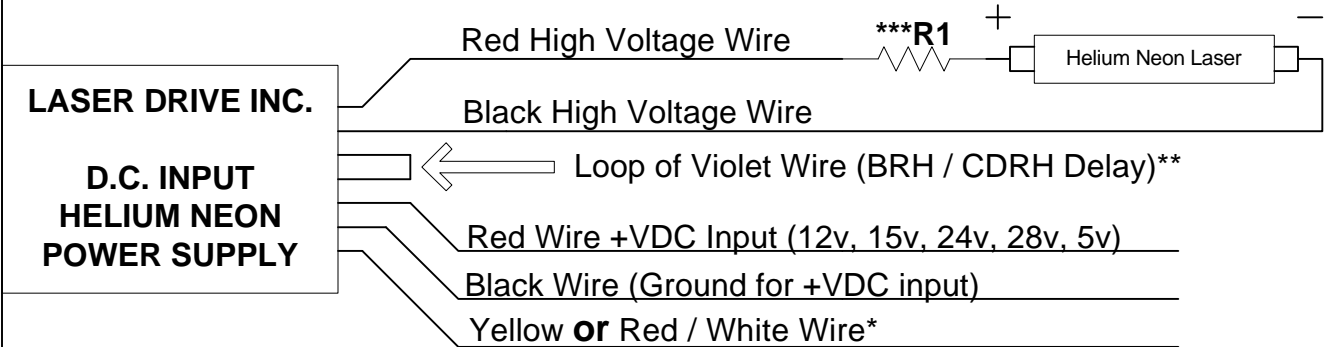 ***R1
+
—
Red High Voltage Wire
Helium Neon Laser
LASER DRIVE INC.
Black High Voltage Wire
D.C. INPUT
HELIUM NEON
POWER SUPPLY
Loop of Violet Wire (BRH / CDRH Delay)**
Red Wire +VDC Input (12v, 15v, 24v, 28v, 5v)
Black Wire (Ground for +VDC input)
Yellow or Red / White Wire*